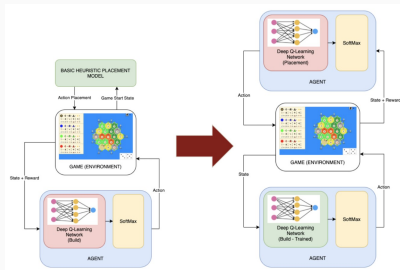 BASIC HEURISTIC PLACEMENT
MODEL
Action Placement
Game Start State
GAME (ENVIRONMENT)
State + Reward
Action
SoftMax
Deep Q-Learning
Network
(Build)
AGENT
SoftMax
Deep Q-Learning
Network
(Placement)
AGENT
Action
State + Reward
GAME (ENVIRONMENT)
State
Action
SoftMax
Deep Q-Learning
Network
(Build - Trained)
AGENT